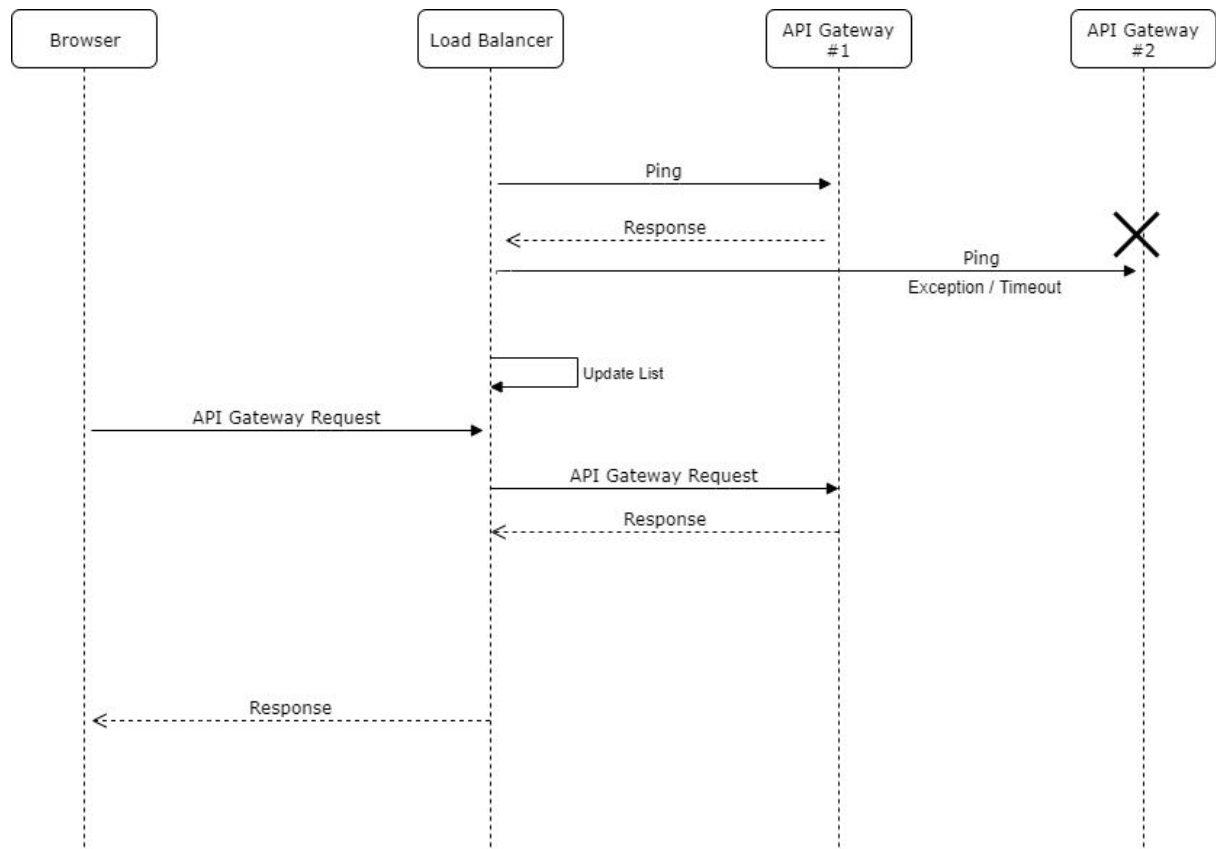 Browser
Load Balancer
API Gateway
#1
API Gateway
#2
Ping
Response
Ping
Exception / Timeout
Update List
API Gateway Request
API Gateway Request
Response
Response